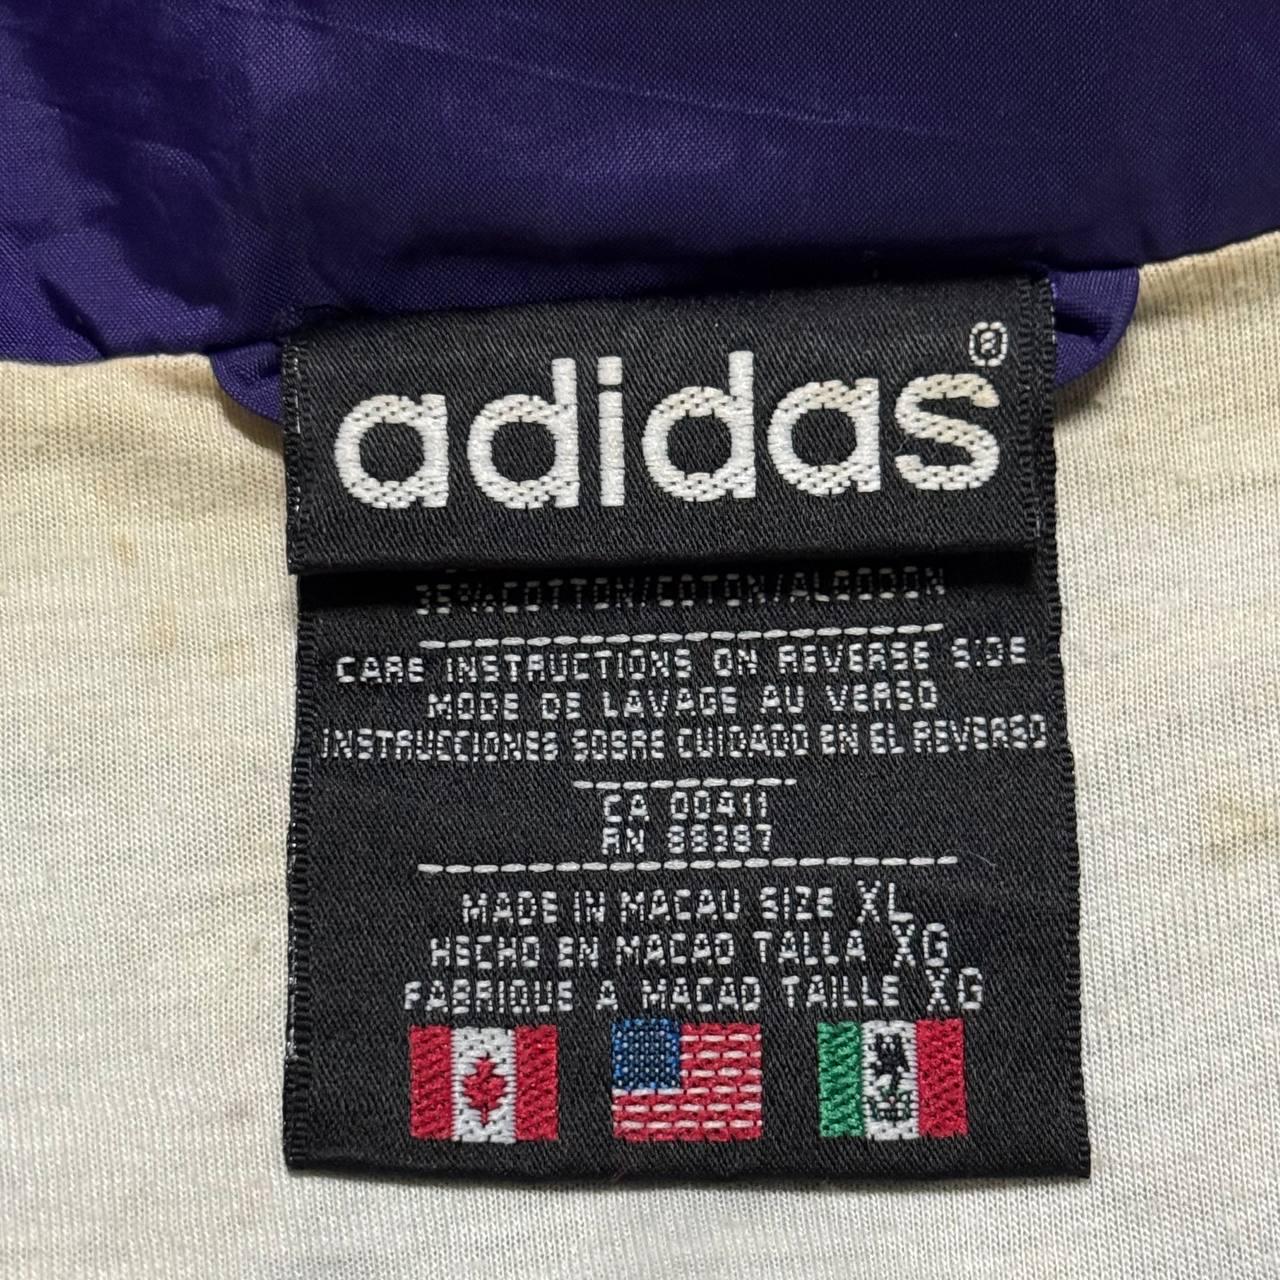 adidas®
35%COTTON/COTON/ALGODON
CARE INSTRUCTIONS ON REVERSE SIDE
MODE DE LAVAGE AU VERSO
INSTRUCCIONES SOBRE CUIDADO EN EL REVERSO
CA 00411
RN 88387
MADE IN MACAU SIZE XL
HECHO EN MACAO TALLA XG
FABRIQUE A MACAO TAILLE XG